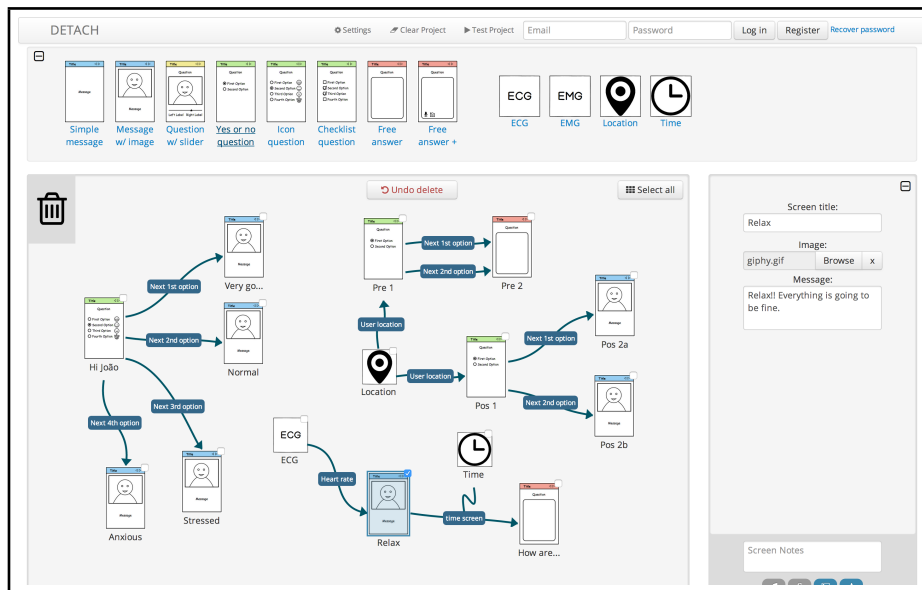 DETACH
Settings
Clear Project
Test Project
Email
Password
Log in
Register
Recover password
Simple message
Message w/ image
Question w/ slider
Yes or no question
Icon question
Checklist question
Free answer
Free answer +
ECG
EMG
ECG
EMG
Location
Time
Undo delete
Select all
Very go...
Next 1st option
Next 2nd option
Normal
Hi João
Next 3rd option
Next 4th option
Anxious
Stressed
Pre 1
Next 1st option
Next 2nd option
Pre 2
User location
Location
User location
Pos 1
Next 1st option
Pos 2a
Next 2nd option
Pos 2b
ECG
ECG
Heart rate
Relax
Time
time screen
How are...
Screen title:
Relax
Image:
giphy.gif
Browse
x
Message:
Relax!! Everything is going to
be fine.
Screen Notes